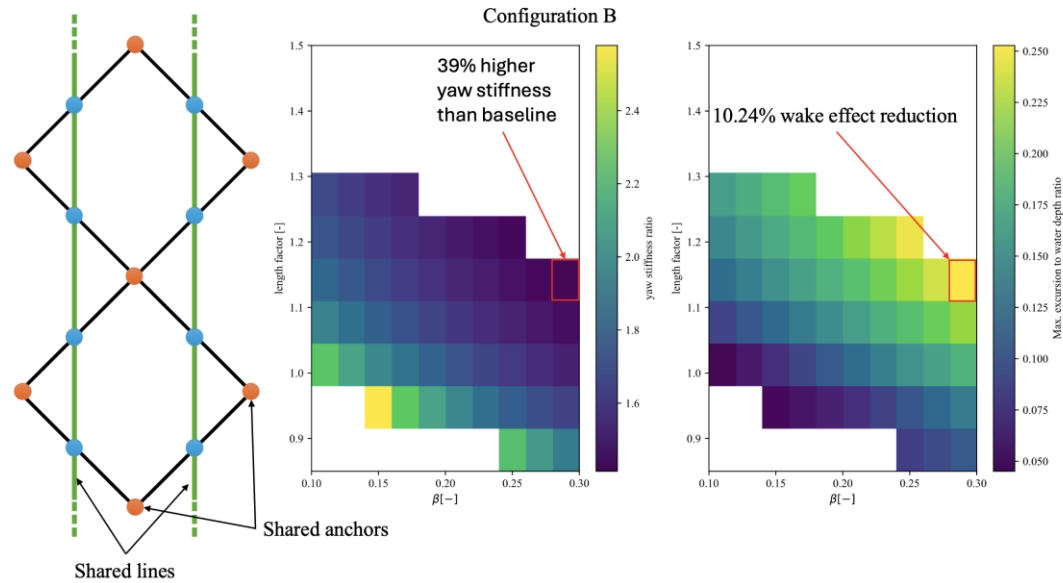 Configuration B
39% higher
yaw stiffness
than baseline
1.5
1.4
1.3
1.2
1.1
1.0
0.9
length factor [-]
0.10
0.15
0.20
0.25
0.30
β[−]
2.4
2.2
2.0
1.8
1.6
yaw stiffness ratio
10.24% wake effect reduction
1.5
1.4
1.3
1.2
1.1
1.0
0.9
length factor [-]
0.10
0.15
0.20
0.25
0.30
β[−]
0.250
0.225
0.200
0.175
0.150
0.125
0.100
0.075
0.050
Max. excursion to water depth ratio
Shared anchors
Shared lines